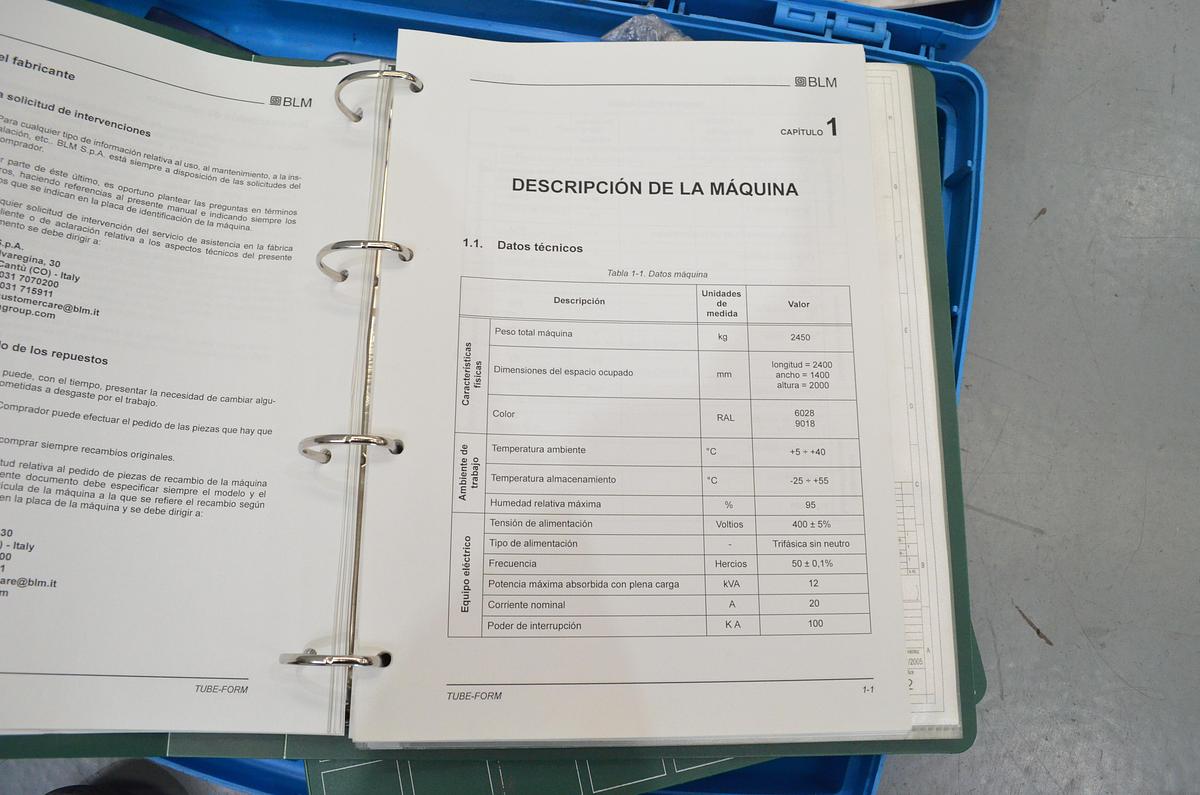 el fabricante
BLM
a solicitud de intervenciones
Para cualquier tipo de información relativa al uso, al mantenimiento, a la ins-
alación, etc.. BLM S.p.A. está siempre a disposición de las solicitudes del
omprador.
r parte de éste último, es oportuno plantear las preguntas en términos
ros, haciendo referencias al presente manual e indicando siempre los
os que se indican en la placa de identificación de la máquina.
quier solicitud de intervención del servicio de asistencia en la fábrica
liente o de aclaración relativa a los aspectos técnicos del presente
mento se debe dirigir a:
S.p.A.
lvaregina, 30
Cantù (CO) - Italy
031 7070200
031 715911
ustomercare@blm.it
ngroup.com
lo de los repuestos
puede, con el tiempo, presentar la necesidad de cambiar algu-
ometidas a desgaste por el trabajo.
Comprador puede efectuar el pedido de las piezas que hay que
comprar siempre recambios originales.
tud relativa al pedido de piezas de recambio de la máquina
ente documento debe especificar siempre el modelo y el
ícula de la máquina a la que se refiere el recambio según
en la placa de la máquina y se debe dirigir a:
30
) - Italy
00
1
are@blm.it
m
TUBE-FORM
BLM
CAPÍTULO 1
DESCRIPCIÓN DE LA MÁQUINA
1.1. Datos técnicos
Tabla 1-1. Datos máquina
Descripción Unidades de medida Valor
Características físicas
Peso total máquina kg 2450
Dimensiones del espacio ocupado mm longitud = 2400
ancho = 1400
altura = 2000
Color RAL 6028
9018
Ambiente de trabajo
Temperatura ambiente °C +5 ÷ +40
Temperatura almacenamiento °C -25 ÷ +55
Humedad relativa máxima % 95
Equipo eléctrico
Tensión de alimentación Voltios 400 ± 5%
Tipo de alimentación - Trifásica sin neutro
Frecuencia Hercios 50 ± 0,1%
Potencia máxima absorbida con plena carga kVA 12
Corriente nominal A 20
Poder de interrupción K A 100
TUBE-FORM
1-1
/2005
2